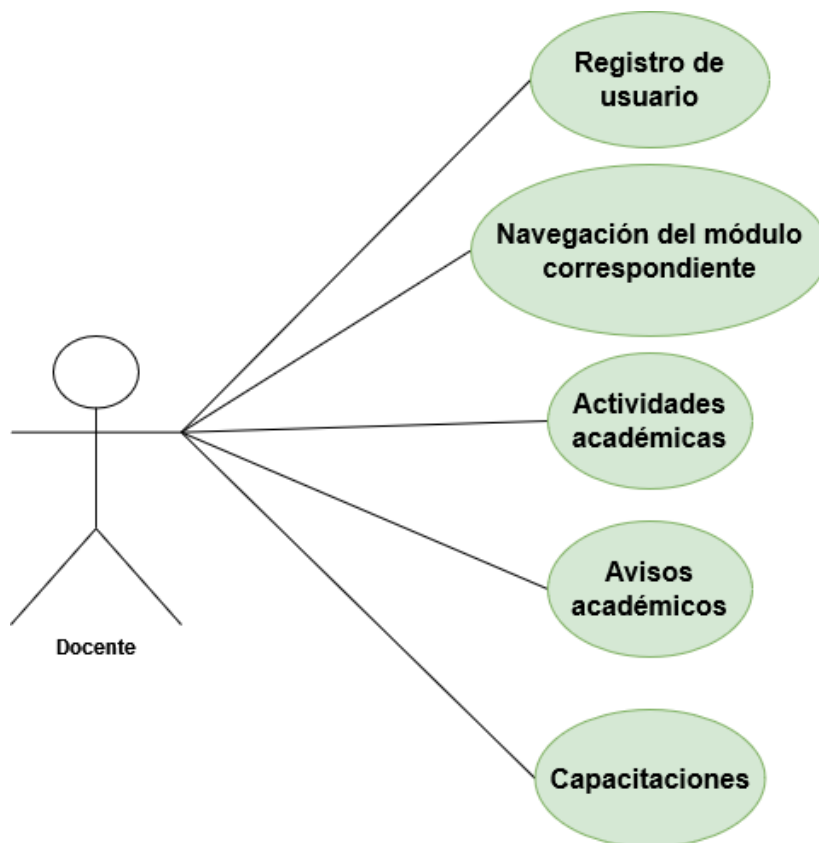 Registro de
usuario
Navegación del módulo
correspondiente
Actividades
académicas
Avisos
académicos
Docente
Capacitaciones